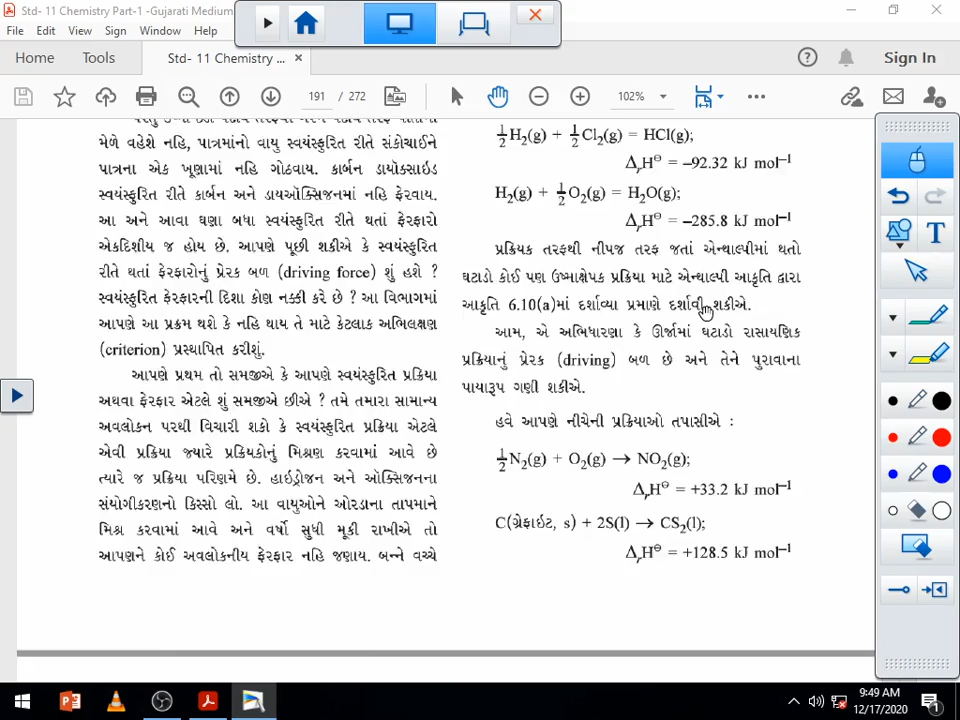 Std- 11 Chemistry Part-1 -Gujarati Medium
File Edit View Sign Window Help
Home Tools Std- 11 Chemistry ... × Sign In
191 / 272 102%
મેળે વહેશે નહિ, પાત્રમાંનો વાયુ સ્વયંસ્ફુરિત રીતે સંકોચાઈને
પાત્રના એક ખૂણામાં નહિ ગોઠવાય. કાર્બન ડાયૉક્સાઇડ
સ્વયંસ્ફુરિત રીતે કાર્બન અને ડાયઑક્સિજનમાં નહિ ફેરવાય.
આ અને આવા ઘણા બધા સ્વયંસ્ફુરિત રીતે થતાં ફેરફારો
એકદિશીય જ હોય છે. આપણે પૂછી શકીએ કે સ્વયંસ્ફુરિત
રીતે થતાં ફેરફારોનું પ્રેરક બળ (driving force) શું હશે ?
સ્વયંસ્ફુરિત ફેરફારની દિશા કોણ નક્કી કરે છે ? આ વિભાગમાં
આપણે આ પ્રક્રમ થશે કે નહિ થાય તે માટે કેટલાક અભિલક્ષણ
(criterion) પ્રસ્થાપિત કરીશું.
આપણે પ્રથમ તો સમજીએ કે આપણે સ્વયંસ્ફુરિત પ્રક્રિયા
અથવા ફેરફાર એટલે શું સમજીએ છીએ ? તમે તમારા સામાન્ય
અવલોકન પરથી વિચારી શકો કે સ્વયંસ્ફુરિત પ્રક્રિયા એટલે
એવી પ્રક્રિયા જ્યારે પ્રક્રિયકોનું મિશ્રણ કરવામાં આવે છે
ત્યારે જ પ્રક્રિયા પરિણમે છે. હાઇડ્રોજન અને ઑક્સિજનના
સંયોગીકરણનો કિસ્સો લો. આ વાયુઓને ઓરડાના તાપમાને
મિશ્ર કરવામાં આવે અને વર્ષો સુધી મૂકી રાખીએ તો
આપણને કોઈ અવલોકનીય ફેરફાર નહિ જણાય. બન્ને વચ્ચે
½H₂(g) + ½Cl₂(g) = HCl(g);
ΔᵣH⊖ = –92.32 kJ mol⁻¹
H₂(g) + ½O₂(g) = H₂O(g);
ΔᵣH⊖ = –285.8 kJ mol⁻¹
પ્રક્રિયક તરફથી નીપજ તરફ જતાં એન્થાલ્પીમાં થતો
ઘટાડો કોઈ પણ ઉષ્માક્ષેપક પ્રક્રિયા માટે એન્થાલ્પી આકૃતિ દ્વારા
આકૃતિ 6.10(a)માં દર્શાવ્યા પ્રમાણે દર્શાવી શકીએ.
આમ, એ અભિધારણા કે ઊર્જામાં ઘટાડો રાસાયણિક
પ્રક્રિયાનું પ્રેરક (driving) બળ છે અને તેને પુરાવાના
પાયારૂપ ગણી શકીએ.
હવે આપણે નીચેની પ્રક્રિયાઓ તપાસીએ :
½N₂(g) + O₂(g) → NO₂(g);
ΔᵣH⊖ = +33.2 kJ mol⁻¹
C(ગ્રેફાઇટ, s) + 2S(l) → CS₂(l);
ΔᵣH⊖ = +128.5 kJ mol⁻¹
T
9:49 AM
12/17/2020
1